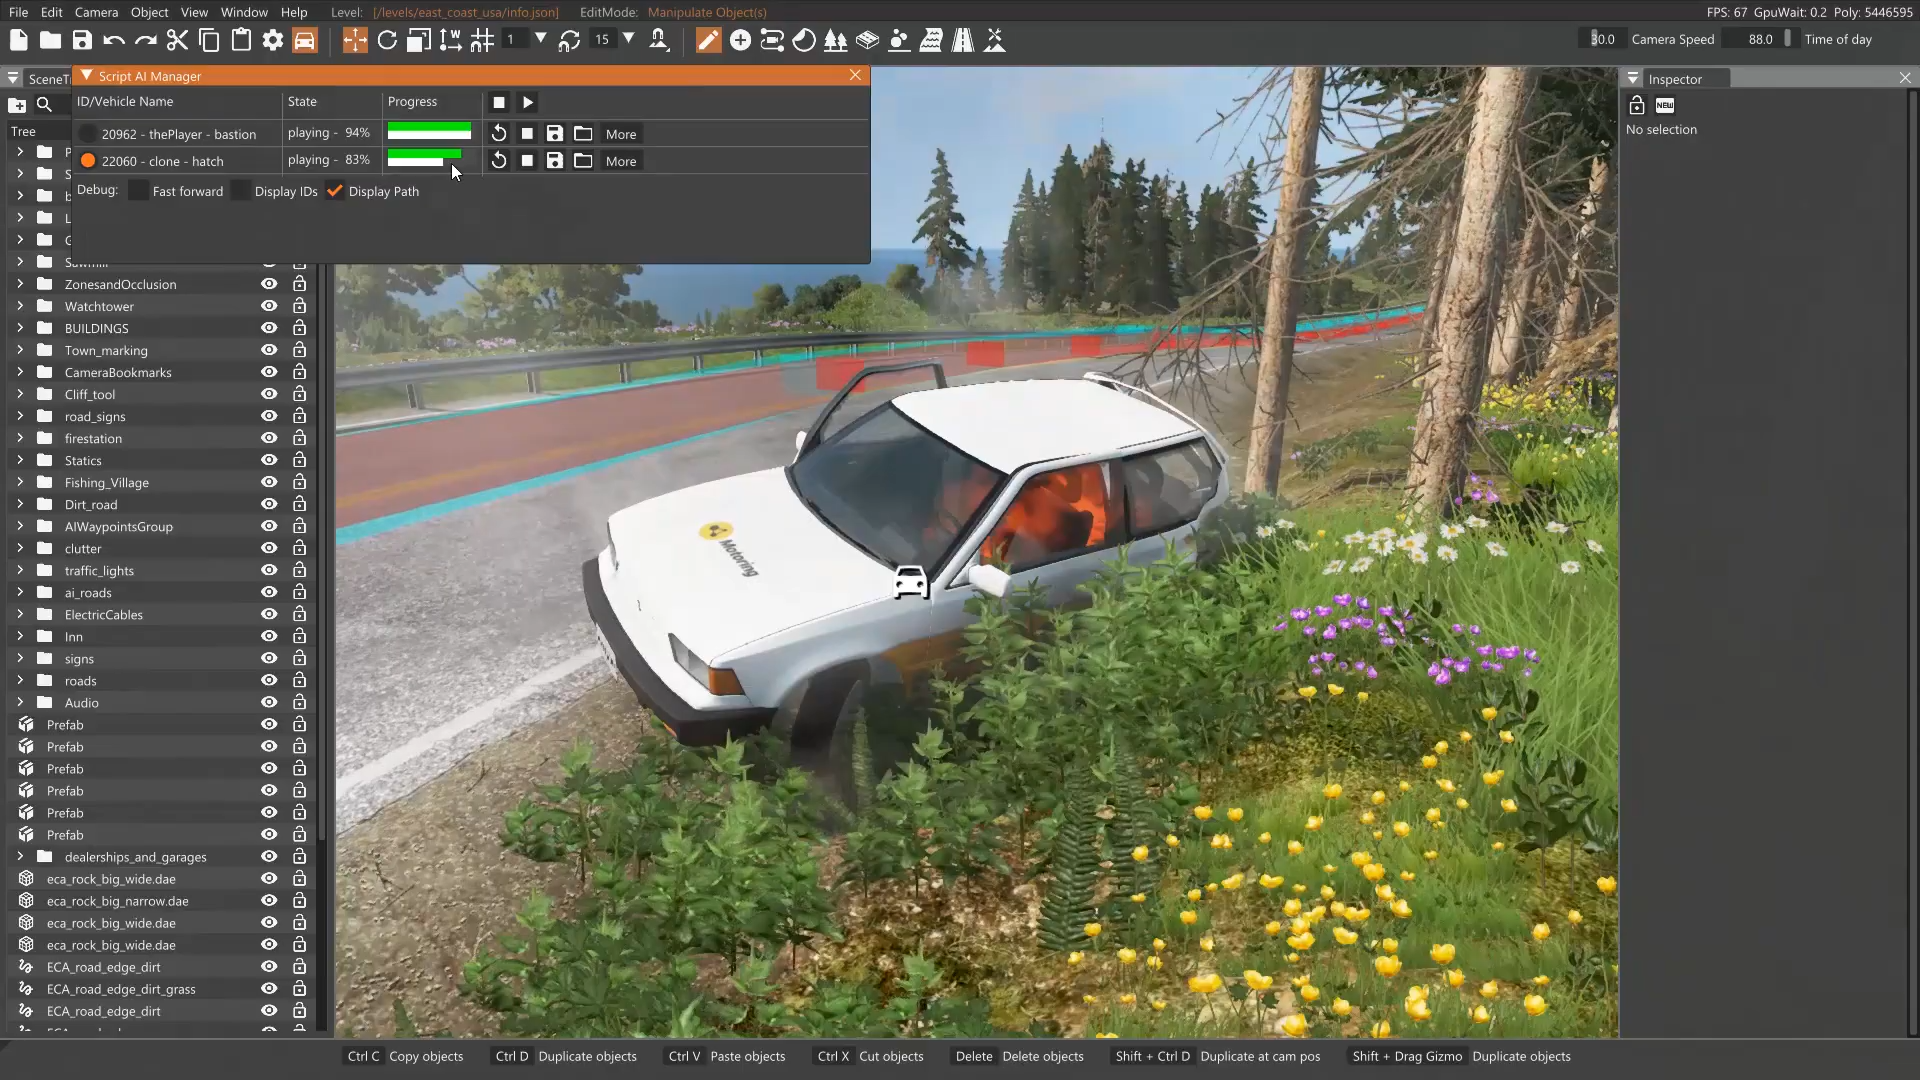 File Edit Camera Object View Window Help Level: [/levels/east_coast_usa/info.json] EditMode: Manipulate Object(s) FPS: 67 GpuWait: 0.2 Poly: 5446595
1 15 30.0 Camera Speed 88.0 Time of day
SceneTr
Script AI Manager
Inspector
ID/Vehicle Name State Progress
NEW
No selection
Tree
20962 - thePlayer - bastion playing - 94% More
22060 - clone - hatch playing - 83% More
Debug: Fast forward Display IDs Display Path
P
S
b
L
G
Sawmill
ZonesandOcclusion
Watchtower
BUILDINGS
Town_marking
CameraBookmarks
Cliff_tool
road_signs
firestation
Statics
Fishing_Village
Dirt_road
AIWaypointsGroup
clutter
traffic_lights
ai_roads
ElectricCables
Inn
signs
roads
Audio
Prefab
Prefab
Prefab
Prefab
Prefab
Prefab
dealerships_and_garages
eca_rock_big_wide.dae
eca_rock_big_narrow.dae
eca_rock_big_wide.dae
eca_rock_big_wide.dae
ECA_road_edge_dirt
ECA_road_edge_dirt_grass
ECA_road_edge_dirt
Motoring
Ctrl C Copy objects Ctrl D Duplicate objects Ctrl V Paste objects Ctrl X Cut objects Delete Delete objects Shift + Ctrl D Duplicate at cam pos Shift + Drag Gizmo Duplicate objects